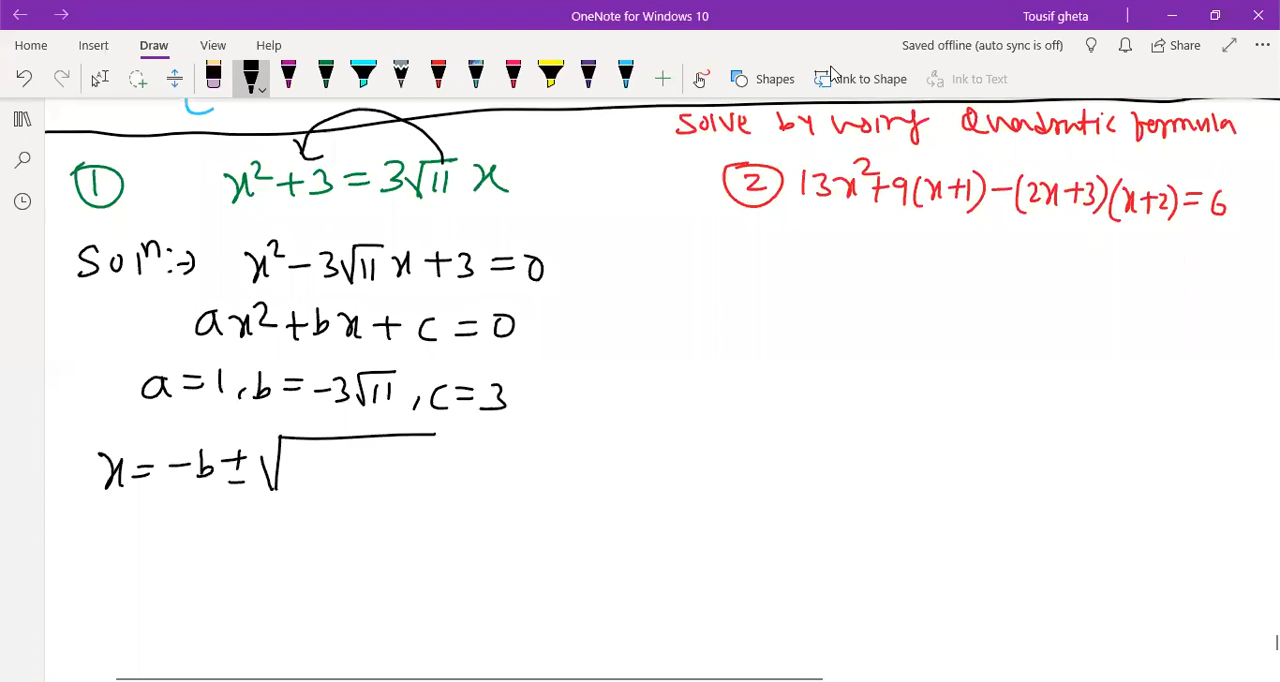 OneNote for Windows 10
Tousif gheta
Home Insert Draw View Help
Saved offline (auto sync is off) Share
Shapes Ink to Shape Ink to Text
Solve by using Quadratic formula
① x² + 3 = 3√11 x
② 13x² + 9(x+1) - (2x+3)(x+2) = 6
Solⁿ:→ x² - 3√11 x + 3 = 0
ax² + bx + c = 0
a = 1, b = -3√11, c = 3
x = -b ± √